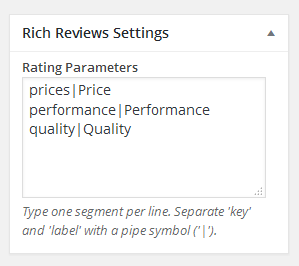 Rich Reviews Settings
Rating Parameters
prices|Price
performance|Performance
quality|Quality
Type one segment per line. Separate 'key'
and 'label' with a pipe symbol ('|').